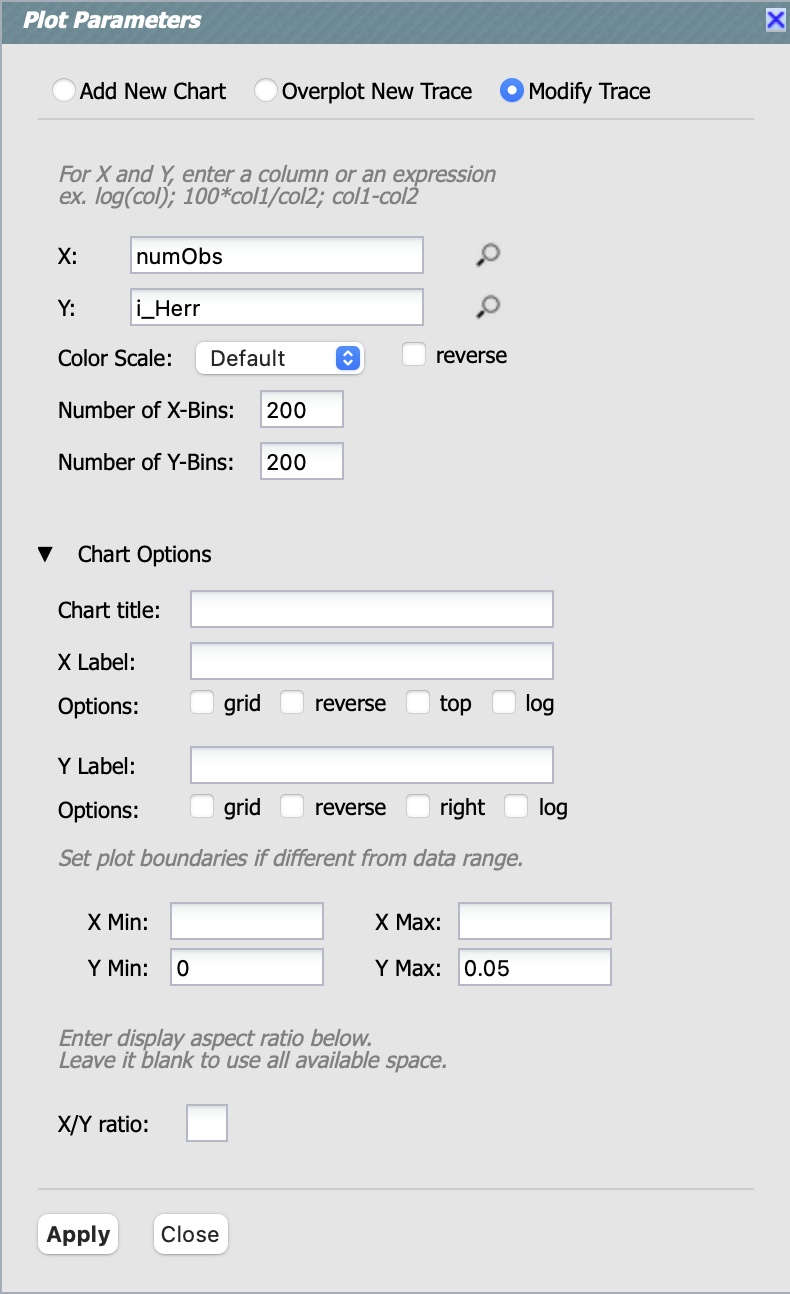 Plot Parameters
Add New Chart Overplot New Trace Modify Trace
For X and Y, enter a column or an expression
ex. log(col); 100*col1/col2; col1-col2
X: numObs
Y: i_Herr
Color Scale: Default reverse
Number of X-Bins: 200
Number of Y-Bins: 200
Chart Options
Chart title:
X Label:
Options: grid reverse top log
Y Label:
Options: grid reverse right log
Set plot boundaries if different from data range.
X Min: X Max:
Y Min: 0 Y Max: 0.05
Enter display aspect ratio below.
Leave it blank to use all available space.
X/Y ratio:
Apply Close